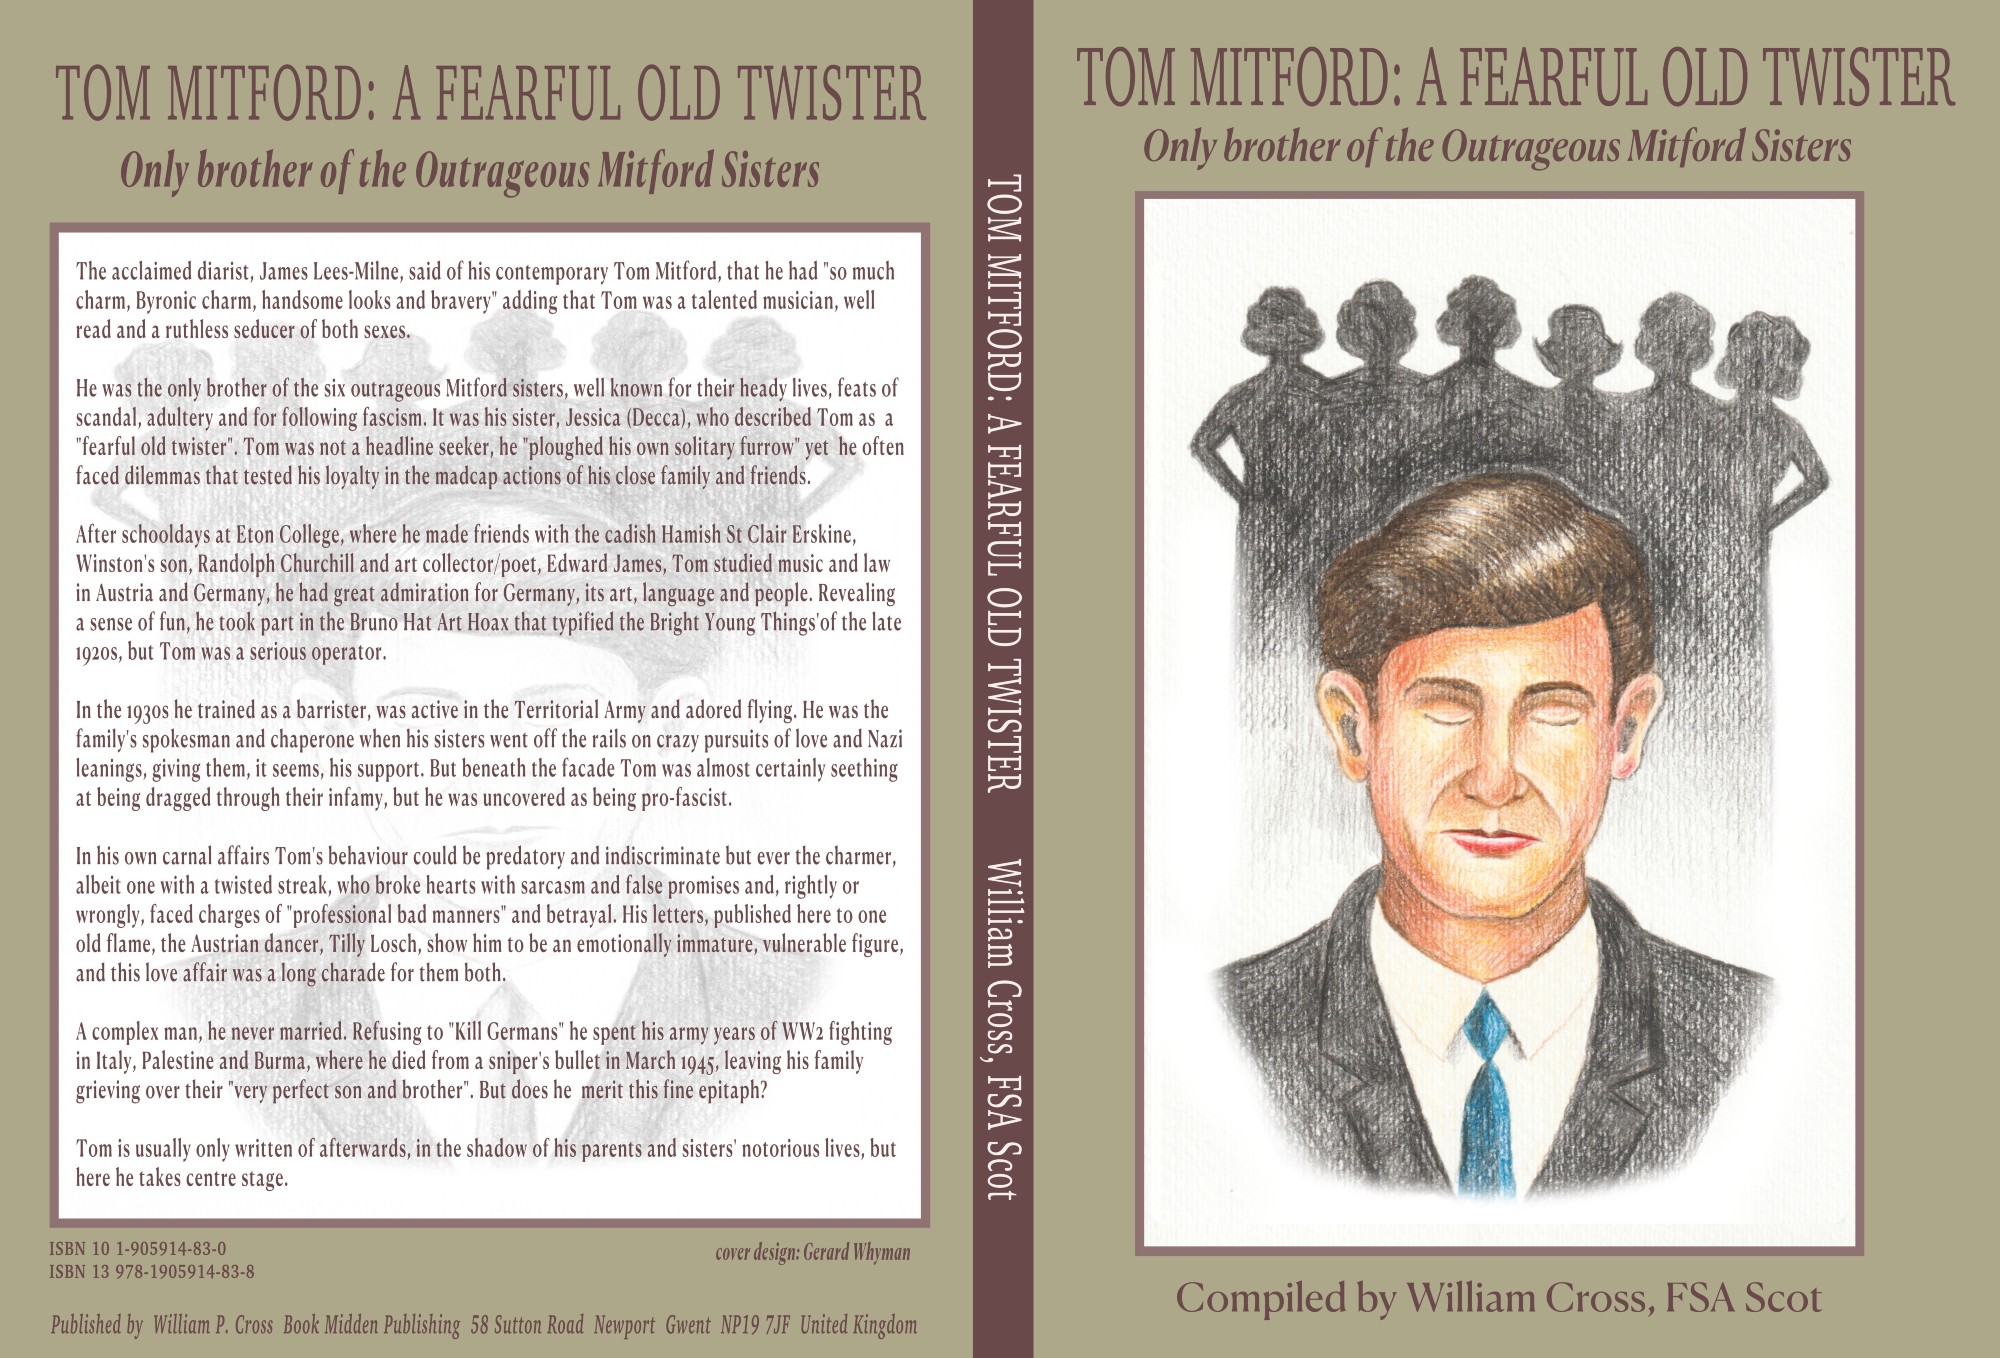 TOM MITFORD: A FEARFUL OLD TWISTER
Only brother of the Outrageous Mitford Sisters
The acclaimed diarist, James Lees-Milne, said of his contemporary Tom Mitford, that he had "so much
charm, Byronic charm, handsome looks and bravery" adding that Tom was a talented musician, well
read and a ruthless seducer of both sexes.
He was the only brother of the six outrageous Mitford sisters, well known for their heady lives, feats of
scandal, adultery and for following fascism. It was his sister, Jessica (Decca), who described Tom as a
"fearful old twister". Tom was not a headline seeker, he "ploughed his own solitary furrow" yet he often
faced dilemmas that tested his loyalty in the madcap actions of his close family and friends.
After schooldays at Eton College, where he made friends with the cadish Hamish St Clair Erskine,
Winston's son, Randolph Churchill and art collector/poet, Edward James, Tom studied music and law
in Austria and Germany, he had great admiration for Germany, its art, language and people. Revealing
a sense of fun, he took part in the Bruno Hat Art Hoax that typified the Bright Young Things'of the late
1920s, but Tom was a serious operator.
In the 1930s he trained as a barrister, was active in the Territorial Army and adored flying. He was the
family's spokesman and chaperone when his sisters went off the rails on crazy pursuits of love and Nazi
leanings, giving them, it seems, his support. But beneath the facade Tom was almost certainly seething
at being dragged through their infamy, but he was uncovered as being pro-fascist.
In his own carnal affairs Tom's behaviour could be predatory and indiscriminate but ever the charmer,
albeit one with a twisted streak, who broke hearts with sarcasm and false promises and, rightly or
wrongly, faced charges of "professional bad manners" and betrayal. His letters, published here to one
old flame, the Austrian dancer, Tilly Losch, show him to be an emotionally immature, vulnerable figure,
and this love affair was a long charade for them both.
A complex man, he never married. Refusing to "Kill Germans" he spent his army years of WW2 fighting
in Italy, Palestine and Burma, where he died from a sniper's bullet in March 1945, leaving his family
grieving over their "very perfect son and brother". But does he merit this fine epitaph?
Tom is usually only written of afterwards, in the shadow of his parents and sisters' notorious lives, but
here he takes centre stage.
ISBN 10 1-905914-83-0
ISBN 13 978-1905914-83-8
cover design: Gerard Whyman
Published by William P. Cross Book Midden Publishing 58 Sutton Road Newport Gwent NP19 7JF United Kingdom
TOM MITFORD: A FEARFUL OLD TWISTER William Cross, FSA Scot
TOM MITFORD: A FEARFUL OLD TWISTER
Only brother of the Outrageous Mitford Sisters
Compiled by William Cross, FSA Scot